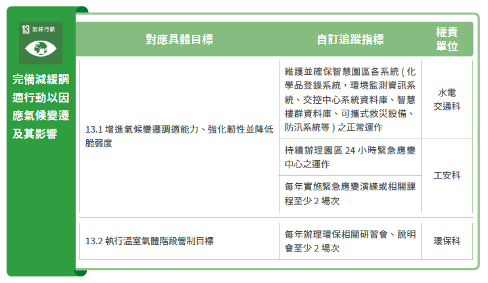 13 氣候行動
完備減緩調
適行動以因
應氣候變遷
及其影響
對應具體目標
自訂追蹤指標
權責
單位
13.1 增進氣候變遷調適能力、強化韌性並降低
脆弱度
維護並確保智慧園區各系統 ( 化
學品登錄系統，環境監測資訊系
統、交控中心系統資料庫、智慧
樓群資料庫、可攜式救災設備、
防汛系統等 ) 之正常運作
水電
交通科
持續辦理園區 24 小時緊急應變
中心之運作
每年實施緊急應變演練或相關課
程至少 2 場次
工安科
13.2 執行溫室氣體階段管制目標
每年辦理環保相關研習會、說明
會至少 2 場次
環保科